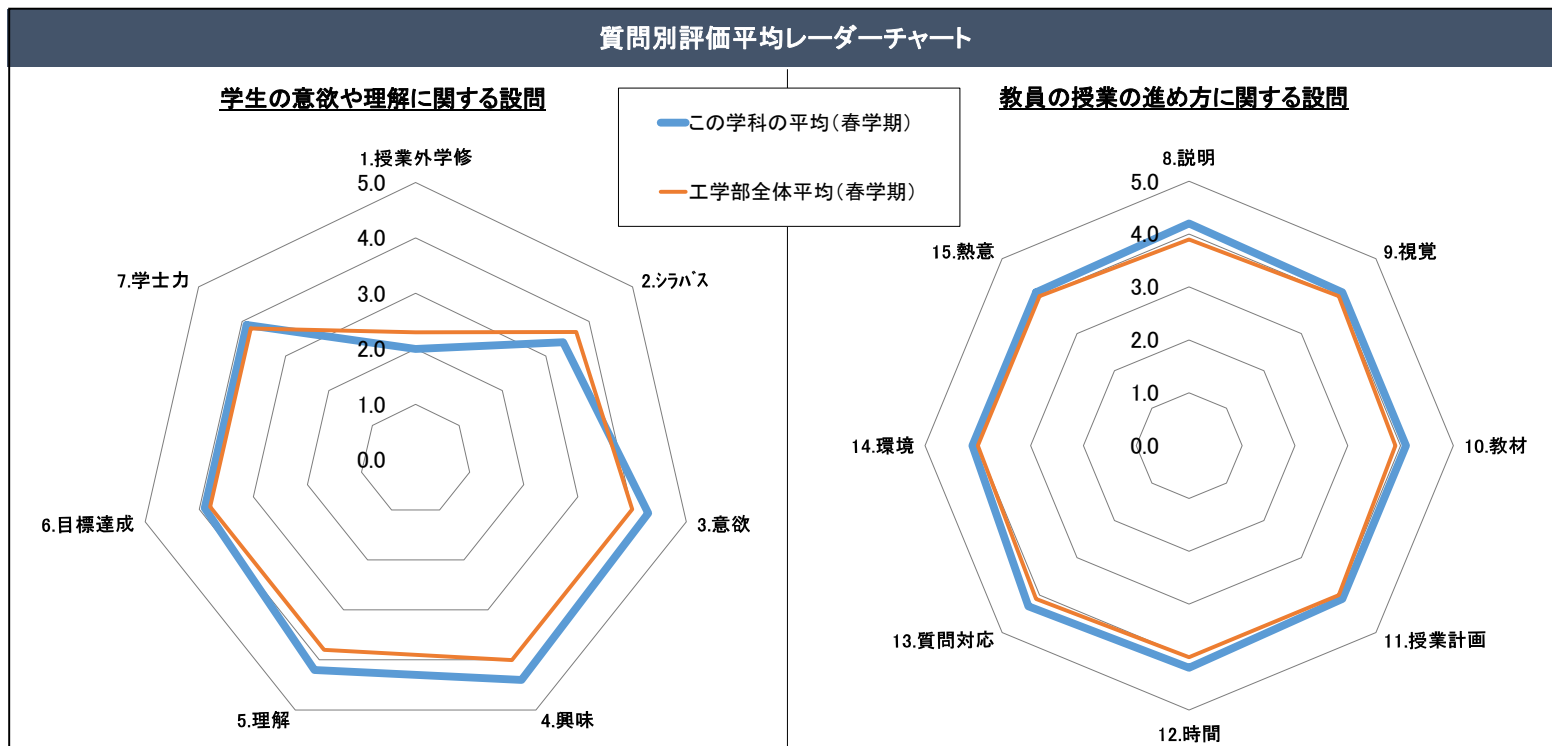 質問別評価平均レーダーチャート
学生の意欲や理解に関する設問
この学科の平均(春学期)
工学部全体平均(春学期)
教員の授業の進め方に関する設問
1.授業外学修
5.0
4.0
3.0
2.0
1.0
0.0
2.シラバス
3.意欲
4.興味
5.理解
6.目標達成
7.学士力
8.説明
5.0
4.0
3.0
2.0
1.0
0.0
9.視覚
10.教材
11.授業計画
12.時間
13.質問対応
14.環境
15.熱意